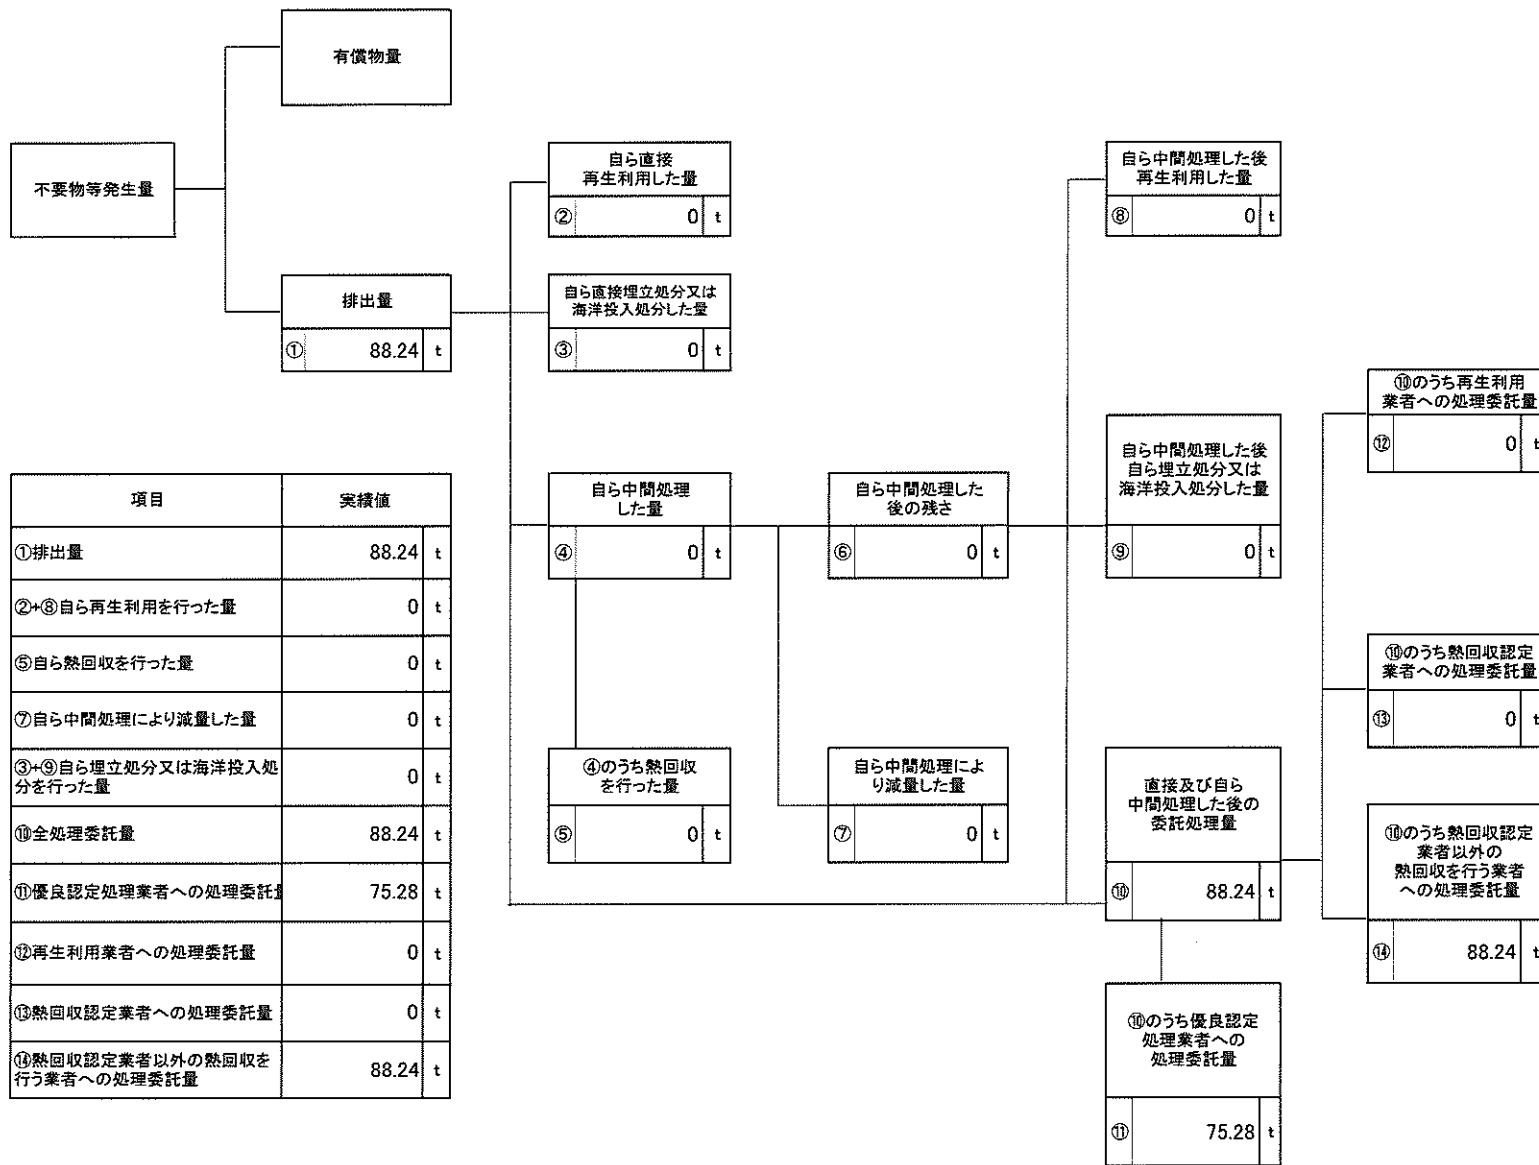 有償物量
不要物等発生量
排出量
① 88.24 t
自ら直接
再生利用した量
② 0 t
自ら直接埋立処分又は
海洋投入処分した量
③ 0 t
自ら中間処理
した量
④ 0 t
④のうち熱回収
を行った量
⑤ 0 t
自ら中間処理した
後の残さ
⑥ 0 t
自ら中間処理によ
り減量した量
⑦ 0 t
自ら中間処理した後
再生利用した量
⑧ 0 t
自ら中間処理した後
自ら埋立処分又は
海洋投入処分した量
⑨ 0 t
直接及び自ら
中間処理した後の
委託処理量
⑩ 88.24 t
⑩のうち優良認定
処理業者への
処理委託量
⑪ 75.28 t
⑩のうち再生利用
業者への処理委託量
⑫ 0 t
⑩のうち熱回収認定
業者への処理委託量
⑬ 0 t
⑩のうち熱回収認定
業者以外の
熱回収を行う業者
への処理委託量
⑭ 88.24 t
項目 実績値
①排出量 88.24 t
②+⑧自ら再生利用を行った量 0 t
⑤自ら熱回収を行った量 0 t
⑦自ら中間処理により減量した量 0 t
③+⑨自ら埋立処分又は海洋投入処
分を行った量 0 t
⑩全処理委託量 88.24 t
⑪優良認定処理業者への処理委託量 75.28 t
⑫再生利用業者への処理委託量 0 t
⑬熱回収認定業者への処理委託量 0 t
⑭熱回収認定業者以外の熱回収を
行う業者への処理委託量 88.24 t